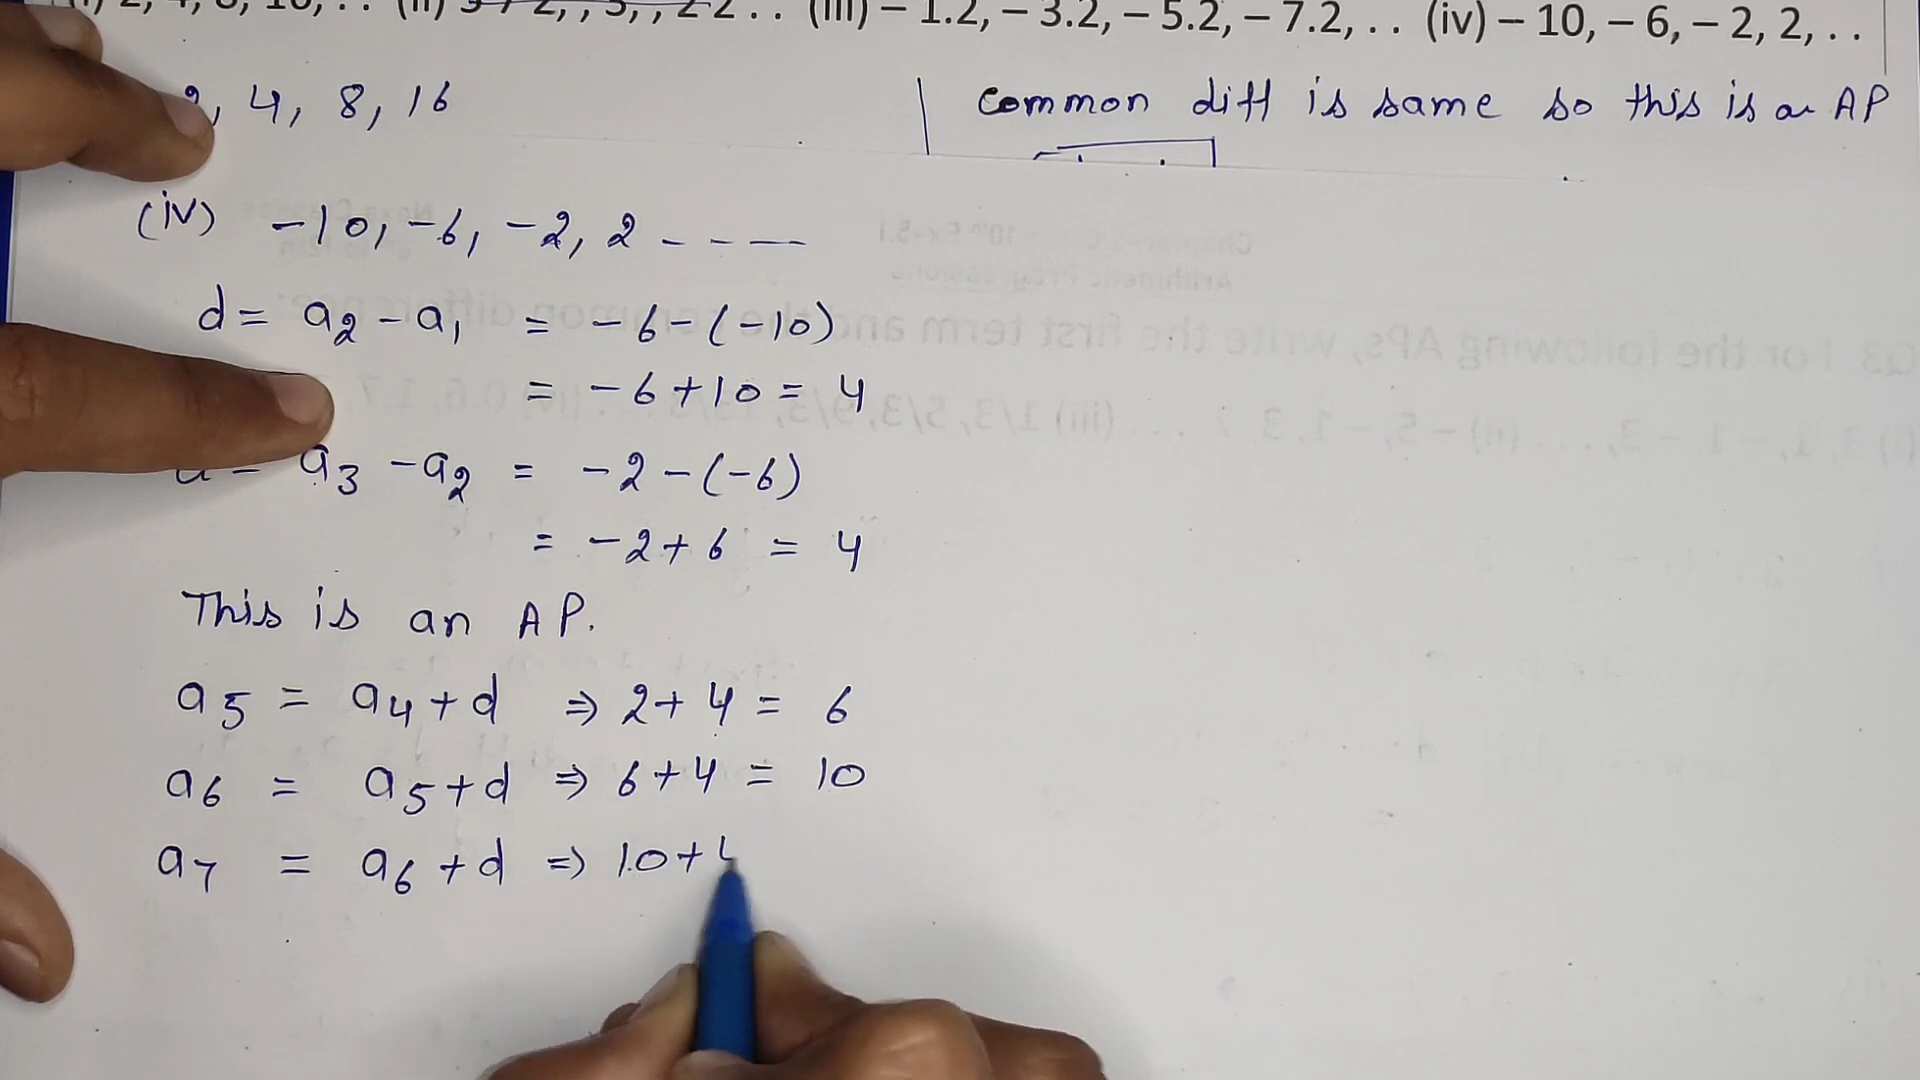 (iii) – 1.2, – 3.2, – 5.2, – 7.2, . . (iv) – 10, – 6, – 2, 2, . .
, 4, 8, 16
common diff is same so this is a AP
(iv) -10, -6, -2, 2 - - - -
d = a2 - a1 = -6-(-10)
= -6+10 = 4
a3 - a2 = -2-(-6)
= -2+6 = 4
This is an AP.
a5 = a4+d ⇒ 2+4 = 6
a6 = a5+d ⇒ 6+4 = 10
a7 = a6+d ⇒ 10+